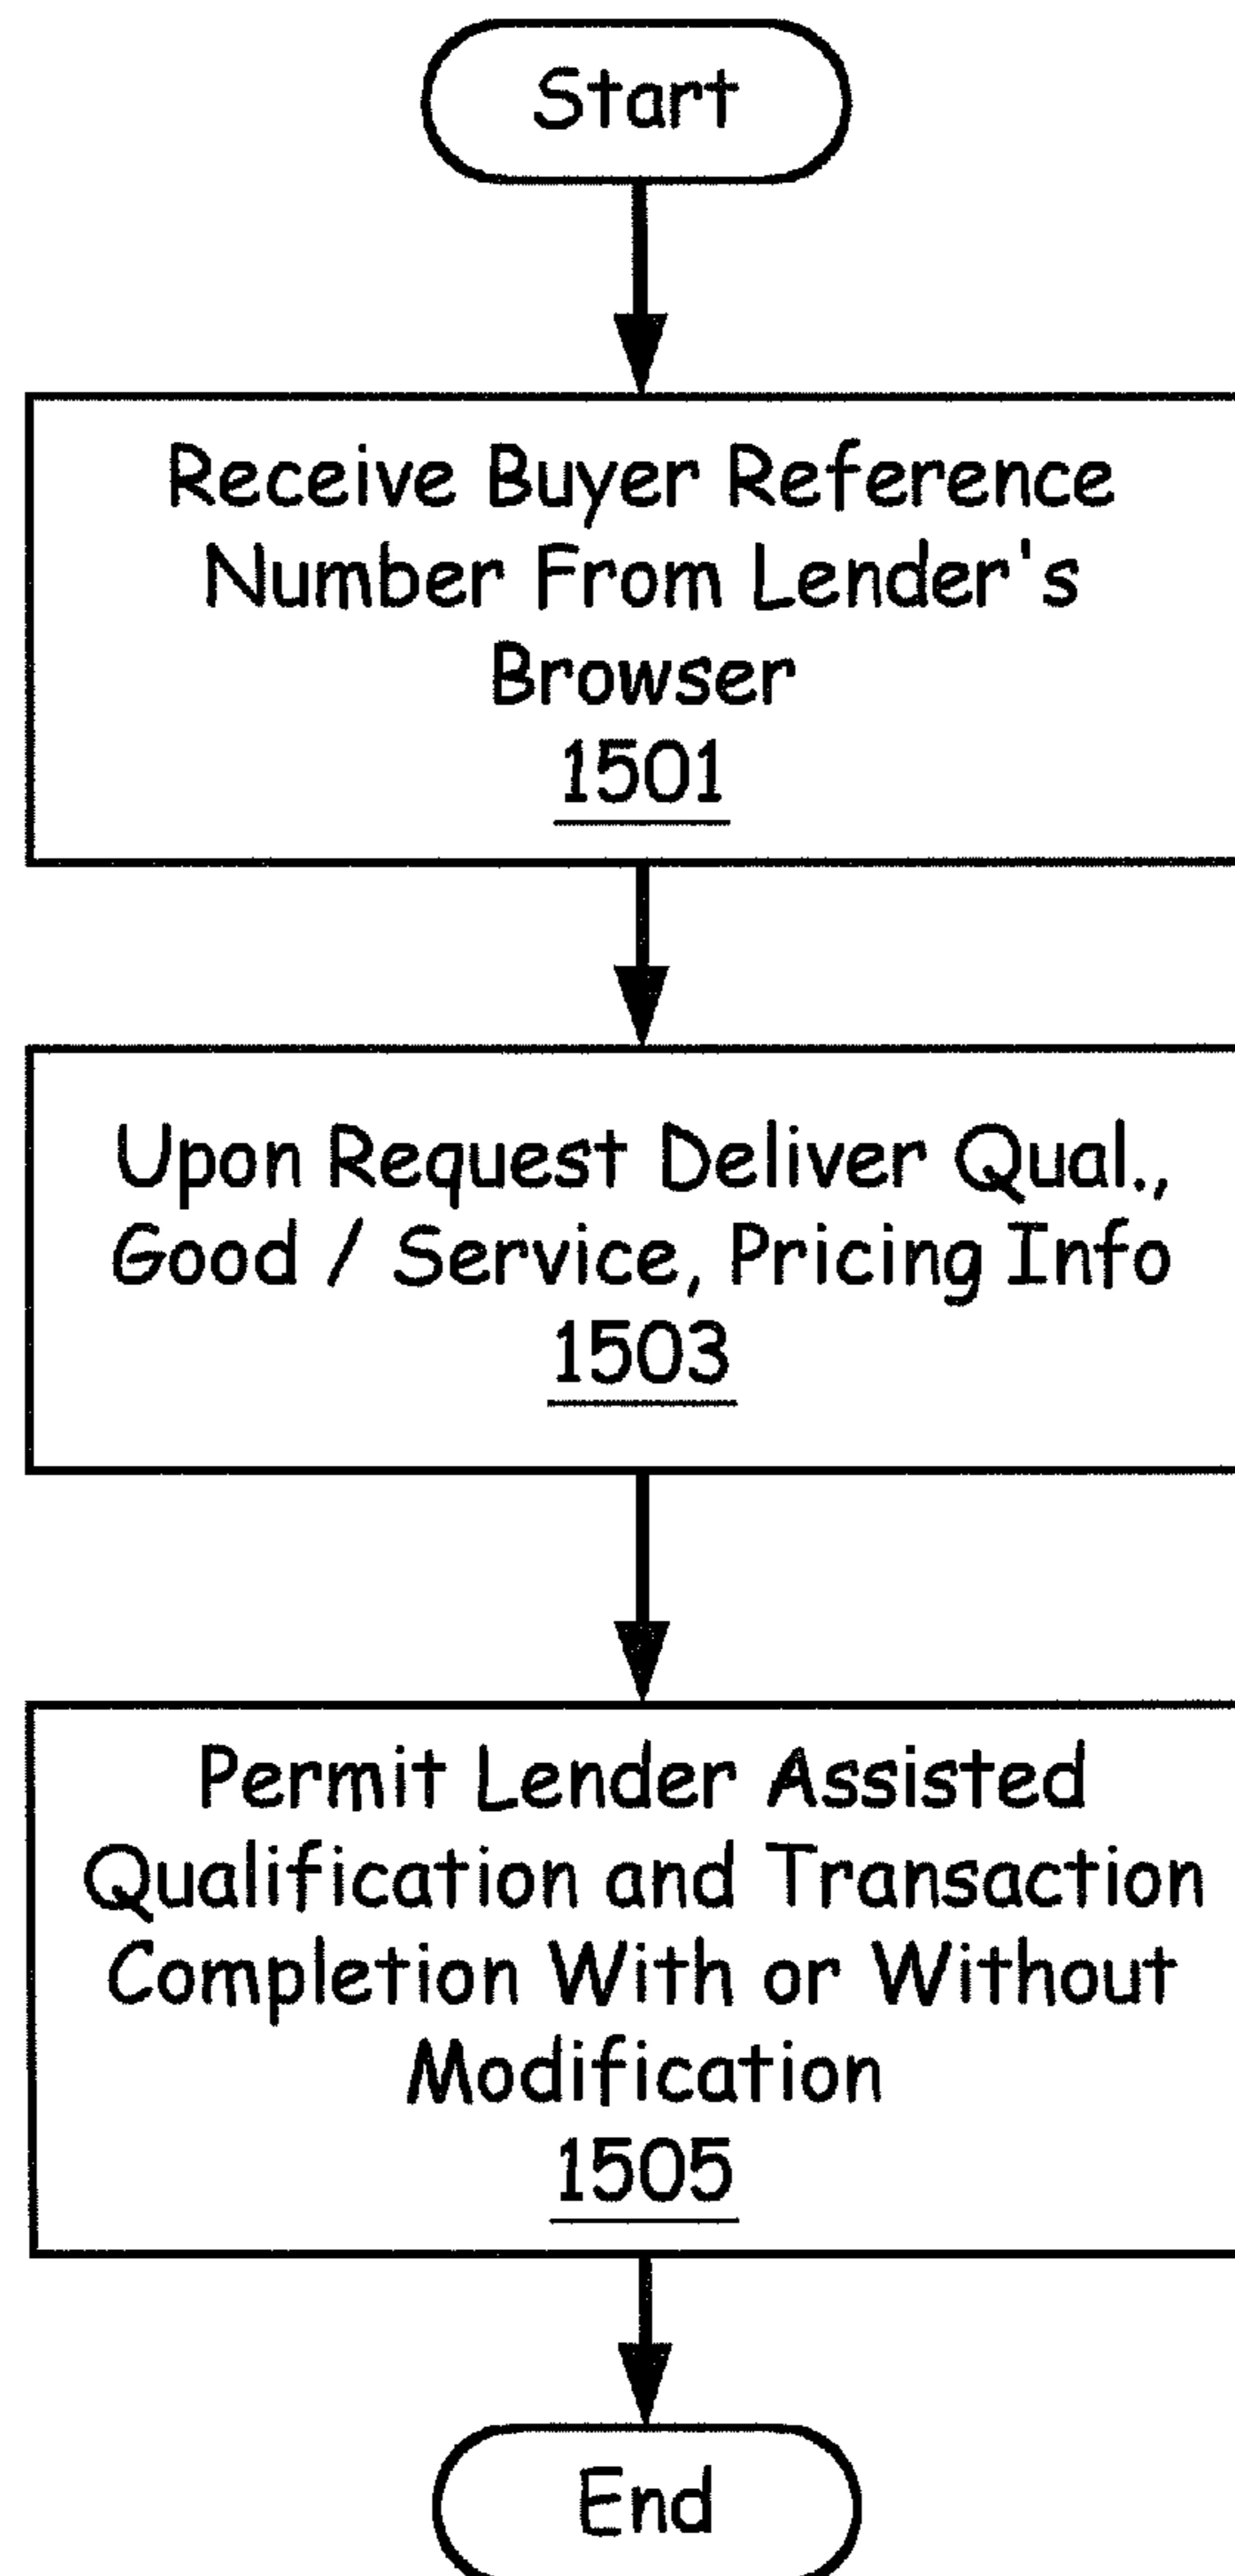 Start
Receive Buyer Reference
Number From Lender's
Browser
1501
Upon Request Deliver Qual.,
Good / Service, Pricing Info
1503
Permit Lender Assisted
Qualification and Transaction
Completion With or Without
Modification
1505
End